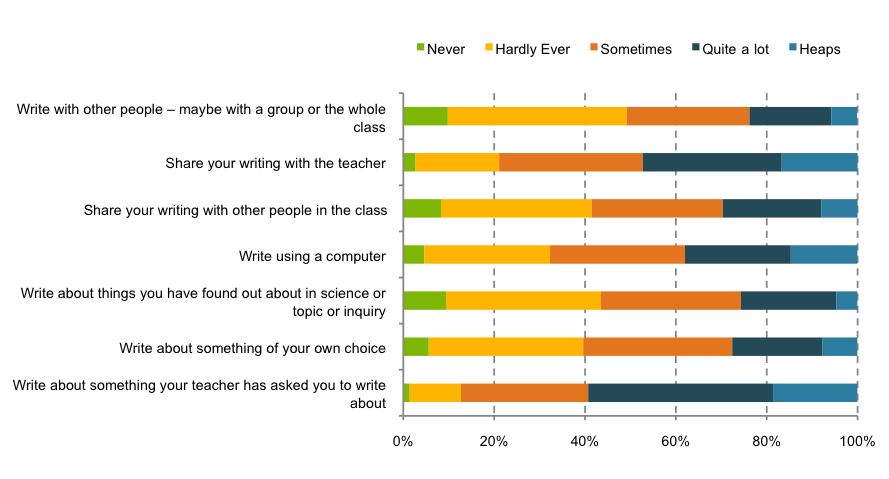 Never Hardly Ever Sometimes Quite a lot Heaps
Write with other people – maybe with a group or the whole
class
Share your writing with the teacher
Share your writing with other people in the class
Write using a computer
Write about things you have found out about in science or
topic or inquiry
Write about something of your own choice
Write about something your teacher has asked you to write
about
0% 20% 40% 60% 80% 100%